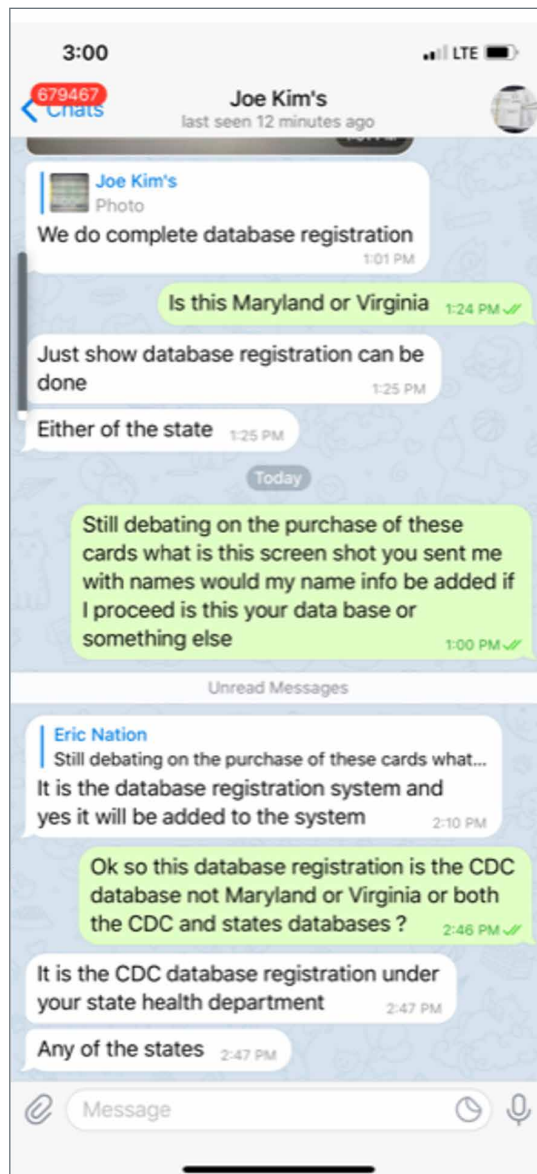 3:00 LTE
679467
Chats
Joe Kim's
last seen 12 minutes ago
Joe Kim's
Photo
We do complete database registration
1:01 PM
Is this Maryland or Virginia 1:24 PM
Just show database registration can be
done 1:25 PM
Either of the state 1:25 PM
Today
Still debating on the purchase of these
cards what is this screen shot you sent me
with names would my name info be added if
I proceed is this your data base or
something else 1:00 PM
Unread Messages
Eric Nation
Still debating on the purchase of these cards what...
It is the database registration system and
yes it will be added to the system 2:10 PM
Ok so this database registration is the CDC
database not Maryland or Virginia or both
the CDC and states databases ? 2:46 PM
It is the CDC database registration under
your state health department 2:47 PM
Any of the states 2:47 PM
Message